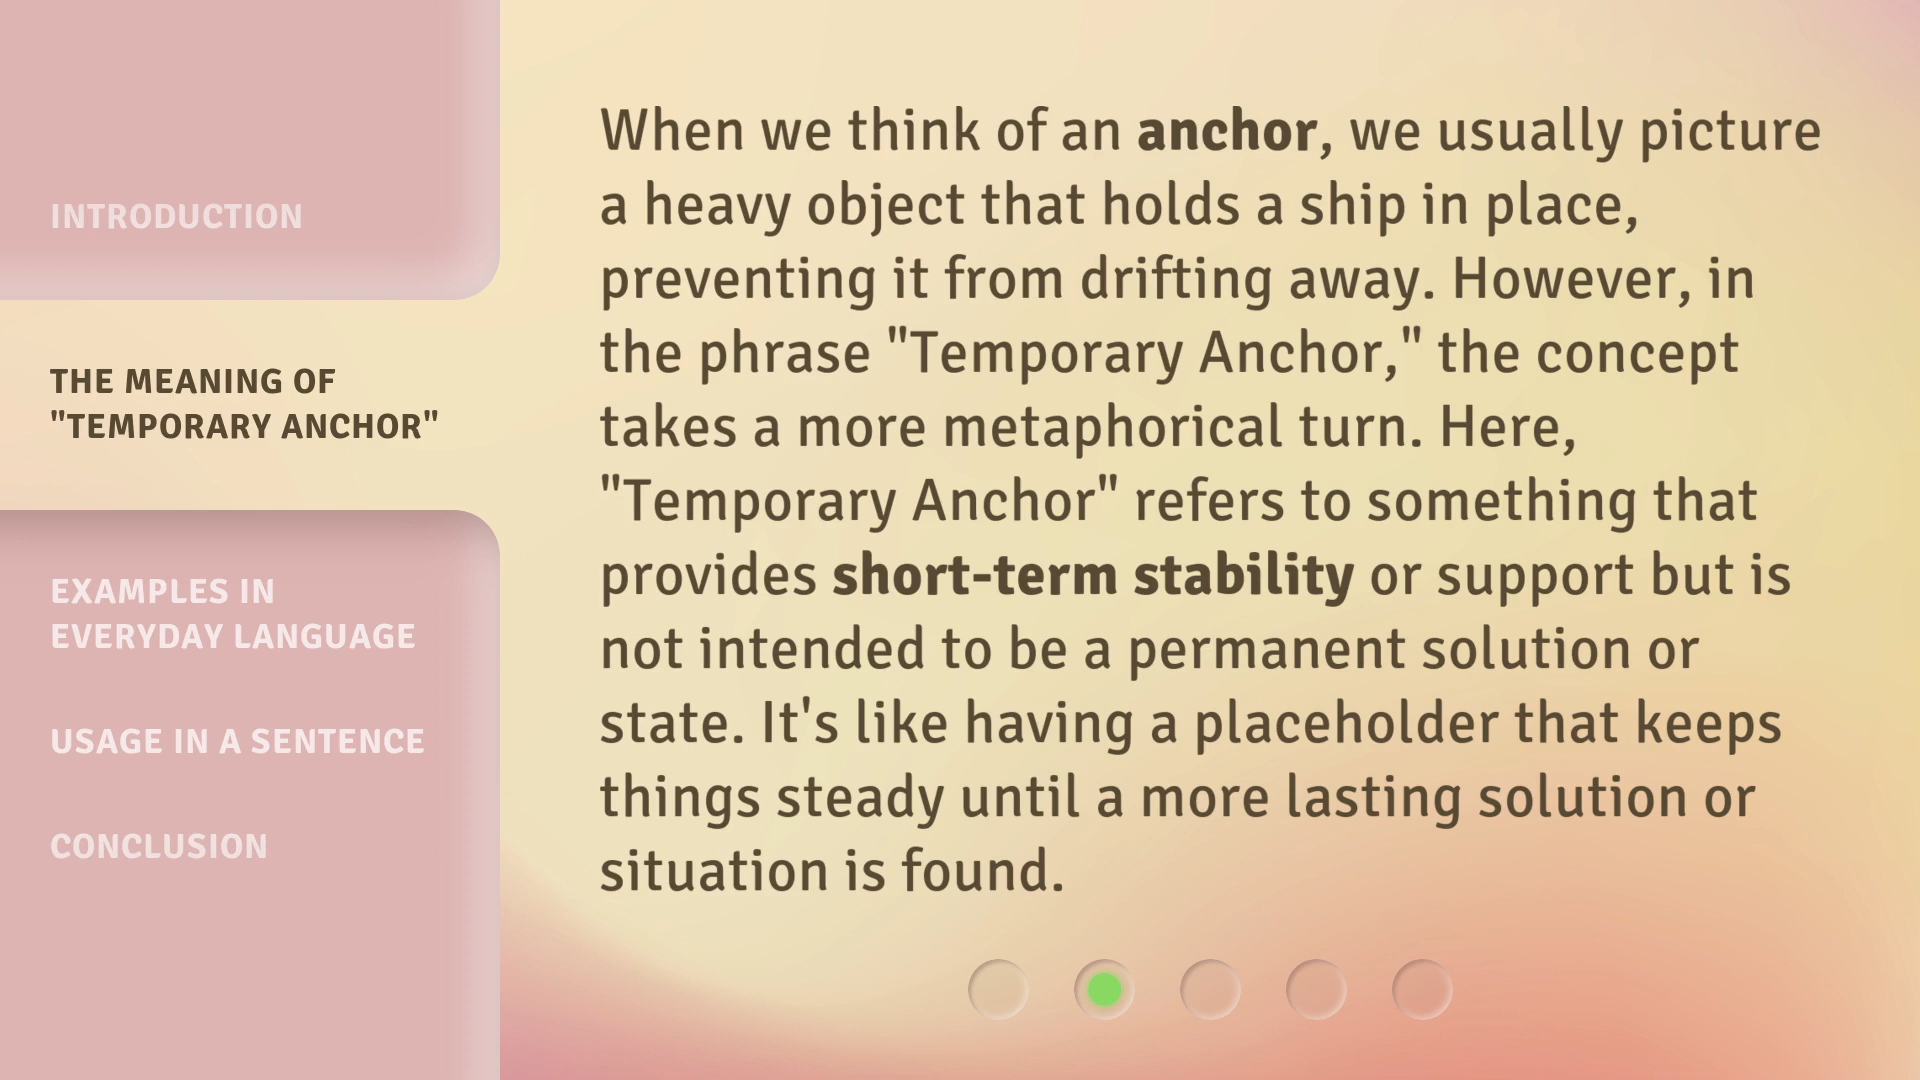 INTRODUCTION
THE MEANING OF
"TEMPORARY ANCHOR"
EXAMPLES IN
EVERYDAY LANGUAGE
USAGE IN A SENTENCE
CONCLUSION
When we think of an anchor, we usually picture
a heavy object that holds a ship in place,
preventing it from drifting away. However, in
the phrase "Temporary Anchor," the concept
takes a more metaphorical turn. Here,
"Temporary Anchor" refers to something that
provides short-term stability or support but is
not intended to be a permanent solution or
state. It's like having a placeholder that keeps
things steady until a more lasting solution or
situation is found.